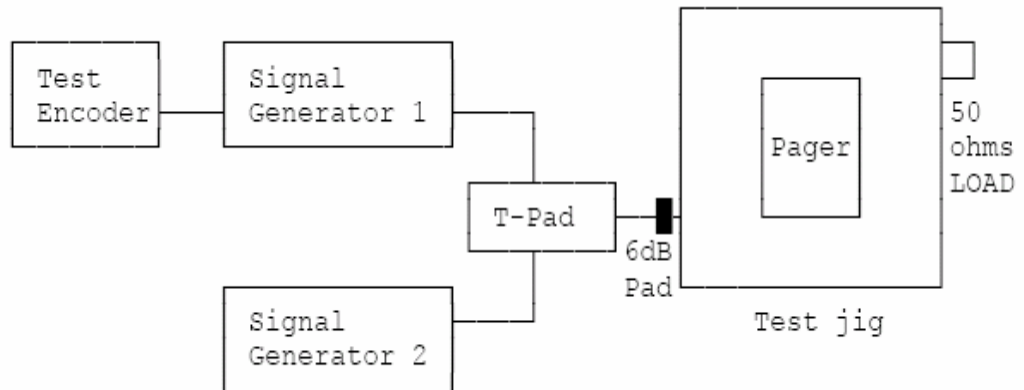 Test
Encoder
Signal
Generator 1
Pager
50
ohms
LOAD
T-Pad
6dB
Pad
Signal
Generator 2
Test jig